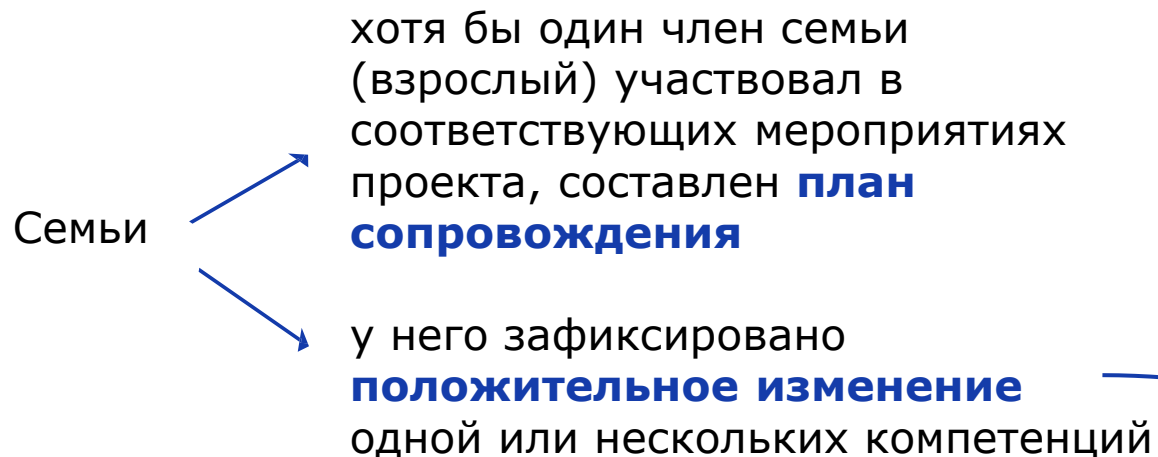 хотя бы один член семьи
(взрослый) участвовал в
соответствующих мероприятиях
проекта, составлен план
сопровождения
Семьи
у него зафиксировано
положительное изменение
одной или нескольких компетенций